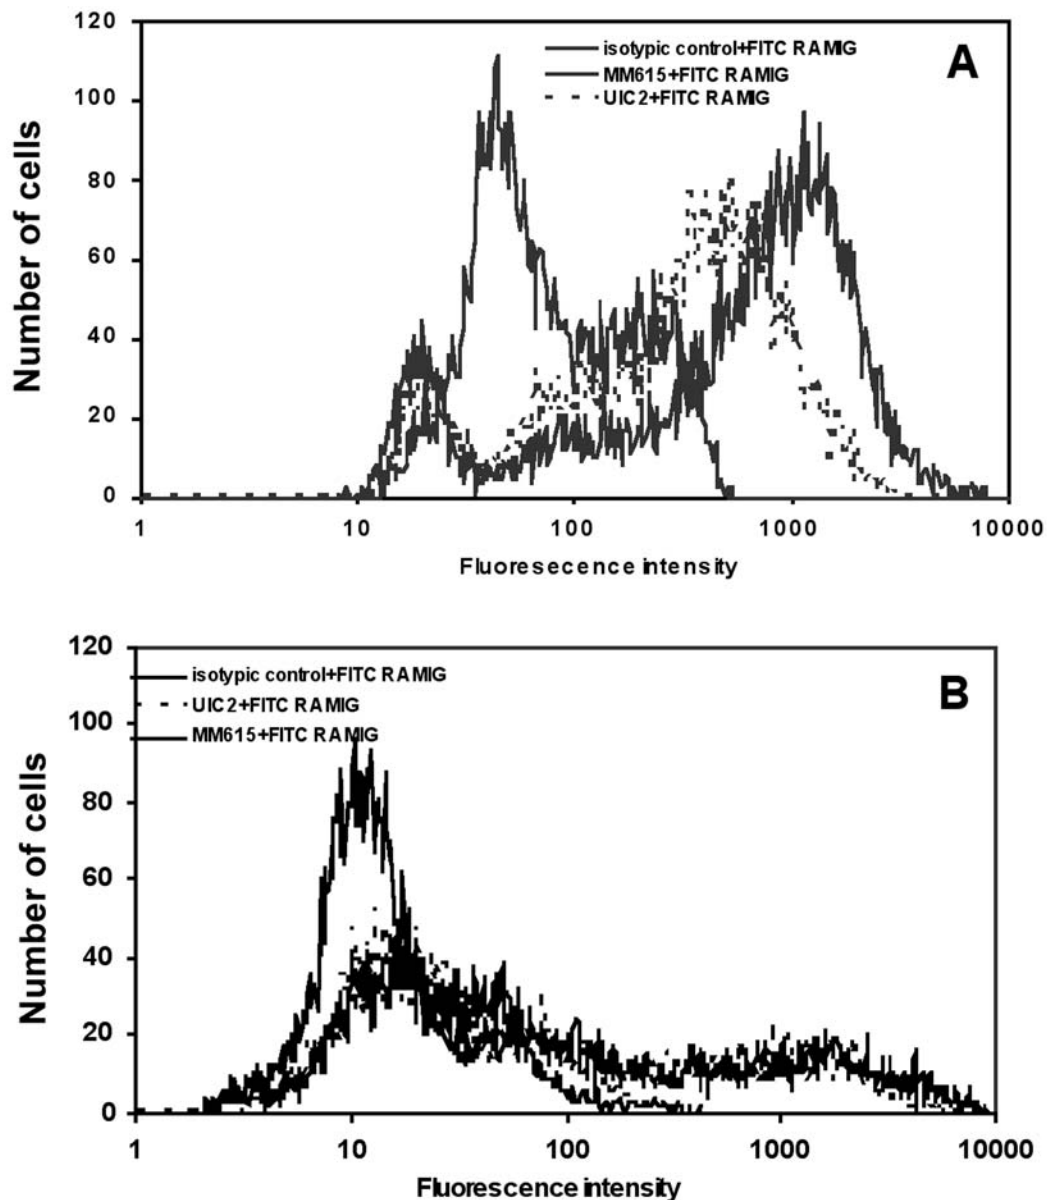 120
isotypic control+FITC RAMIG
A
MM615+FITC RAMIG
UIC2+FITC RAMIG
100
80
60
40
20
0
Number of cells
1 10 100 1000 10000
Fluoresecence intensity
120
isotypic control+FITC RAMIG
B
UIC2+FITC RAMIG
100
MM615+FITC RAMIG
80
60
40
20
0
Number of cells
1 10 100 1000 10000
Fluorescence intensity